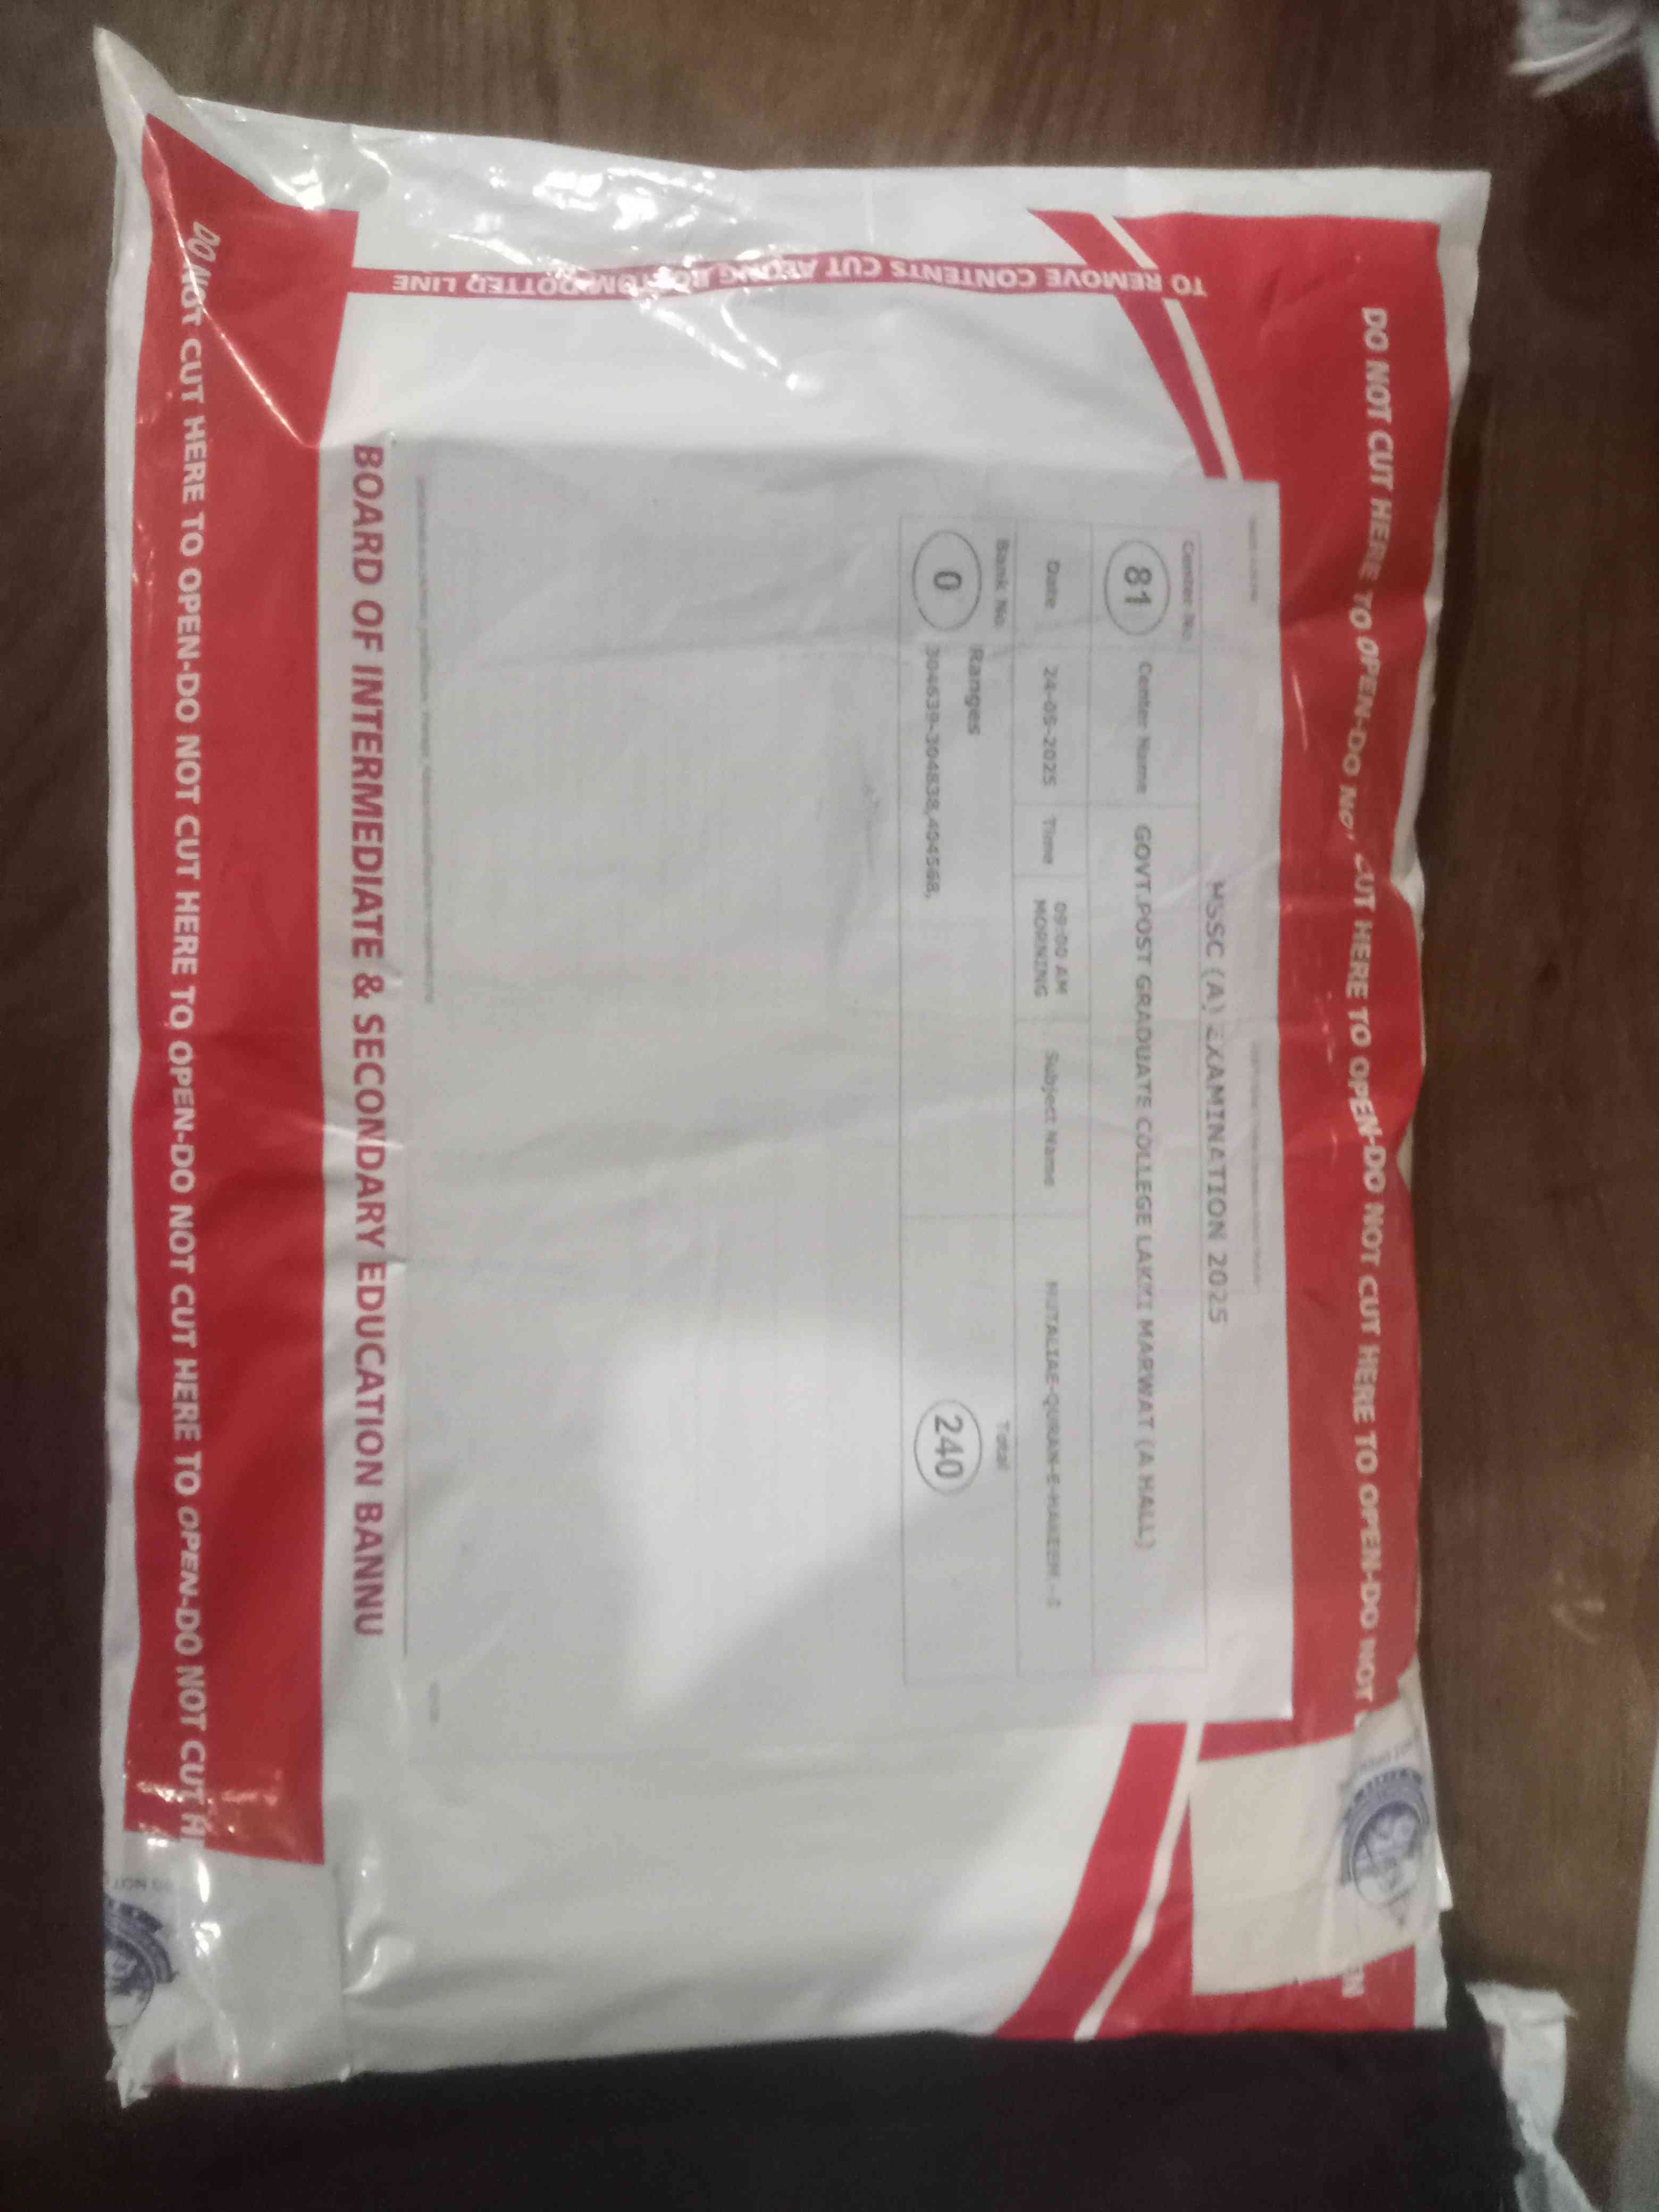 DO NOT CUT HERE TO OPEN-DO NOT CUT HERE TO OPEN-DO NOT CUT HERE TO OPEN-DO NOT
TO REMOVE CONTENTS CUT ALONG BOTTOM DOTTED LINE
HSSC (A) EXAMINATION 2025
Center No:
81
Center Name
GOVT.POST GRADUATE COLLEGE LAKKI MARWAT (A HALL)
Date
24-05-2025
Time
09-00 AM
MORNING
Subject Name
MUTALIAE-QURAN-E-HAKEEM
Bank No:
Ranges
Total
0
304639-304838,404568,
240
BOARD OF INTERMEDIATE & SECONDARY EDUCATION BANNU
DO NOT CUT HERE TO OPEN-DO NOT CUT HERE TO OPEN-DO NOT CUT HERE TO OPEN-DO NOT CUT H